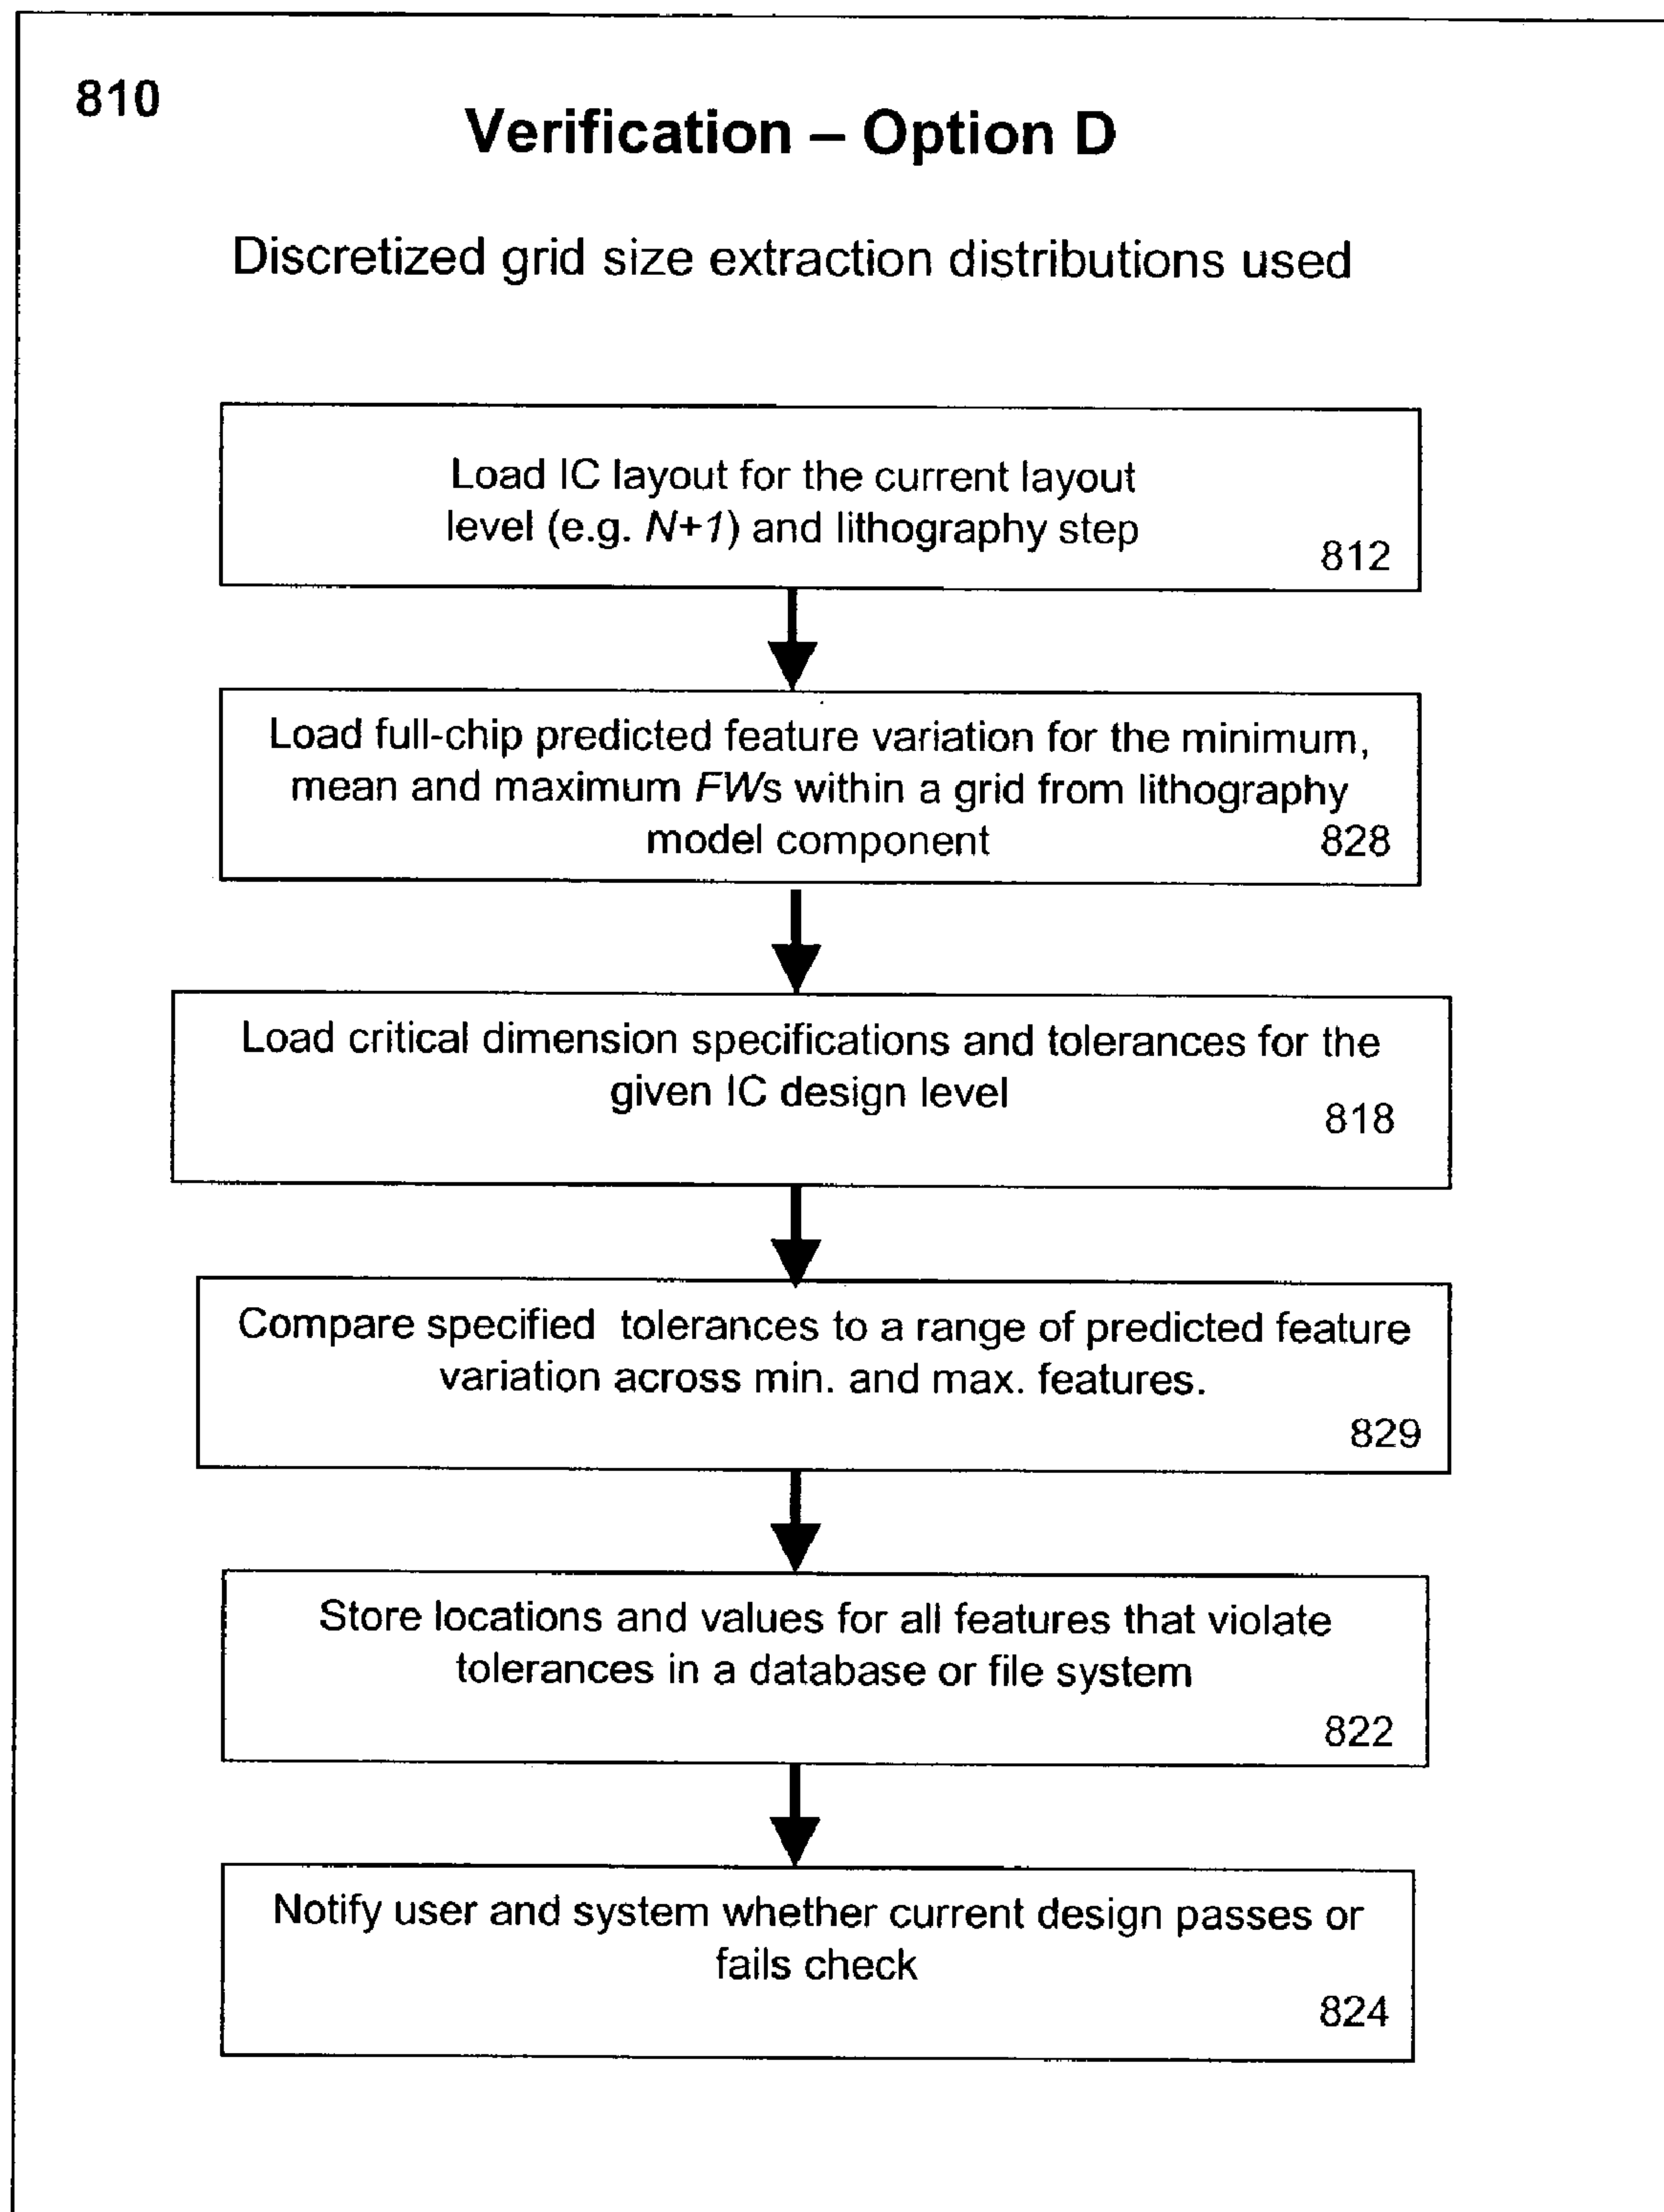 810
Verification – Option D
Discretized grid size extraction distributions used
Load IC layout for the current layout
level (e.g. N+1) and lithography step
812
Load full-chip predicted feature variation for the minimum,
mean and maximum FWs within a grid from lithography
model component
828
Load critical dimension specifications and tolerances for the
given IC design level
818
Compare specified tolerances to a range of predicted feature
variation across min. and max. features.
829
Store locations and values for all features that violate
tolerances in a database or file system
822
Notify user and system whether current design passes or
fails check
824